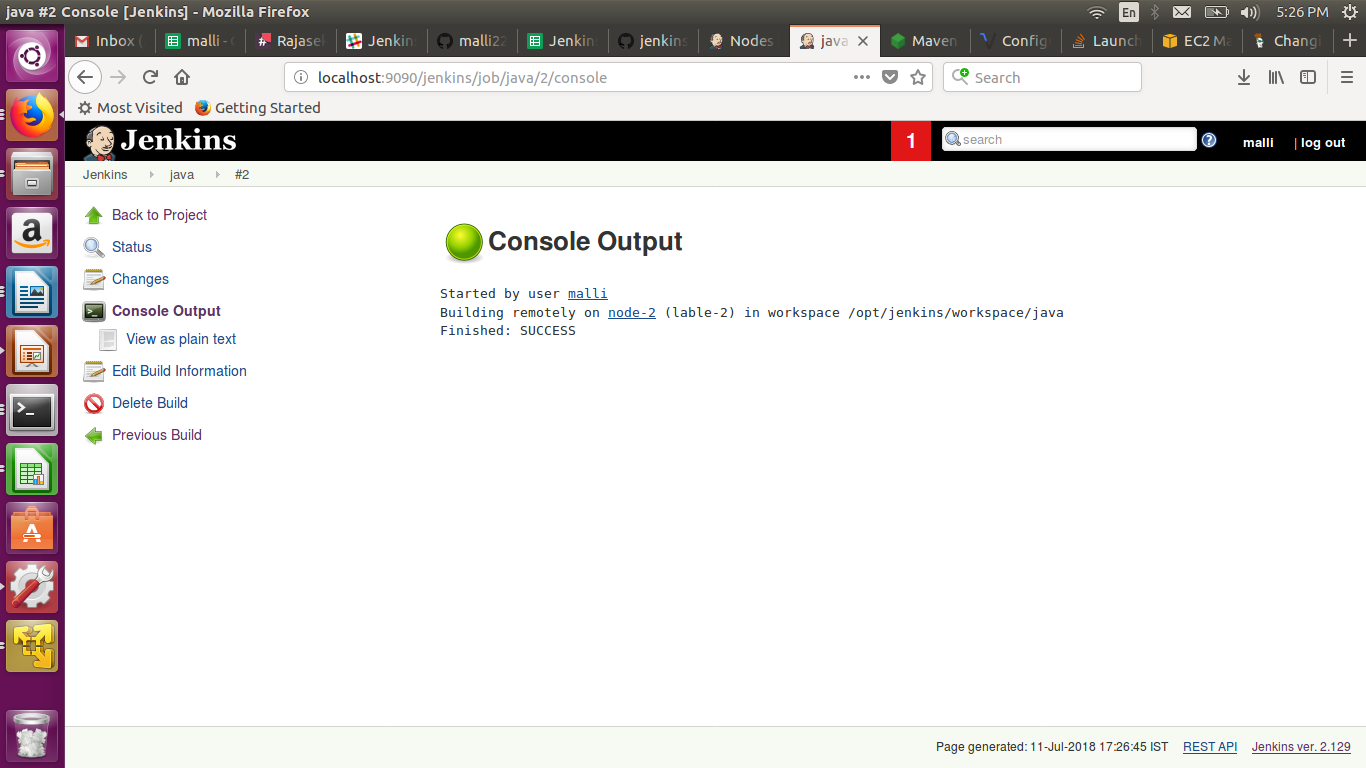 java #2 Console [Jenkins] - Mozilla Firefox
En
5:26 PM
Inbox (
malli - 
Rajasek
Jenkin
malli22
Jenkin
jenkins
Nodes
java
Maven
Config
Launch
EC2 Ma
Changi
localhost:9090/jenkins/job/java/2/console
Search
Most Visited
Getting Started
Jenkins
1
search
malli
| log out
Jenkins
java
#2
Back to Project
Status
Changes
Console Output
View as plain text
Edit Build Information
Delete Build
Previous Build
Console Output
Started by user malli
Building remotely on node-2 (lable-2) in workspace /opt/jenkins/workspace/java
Finished: SUCCESS
Page generated: 11-Jul-2018 17:26:45 IST
REST API
Jenkins ver. 2.129